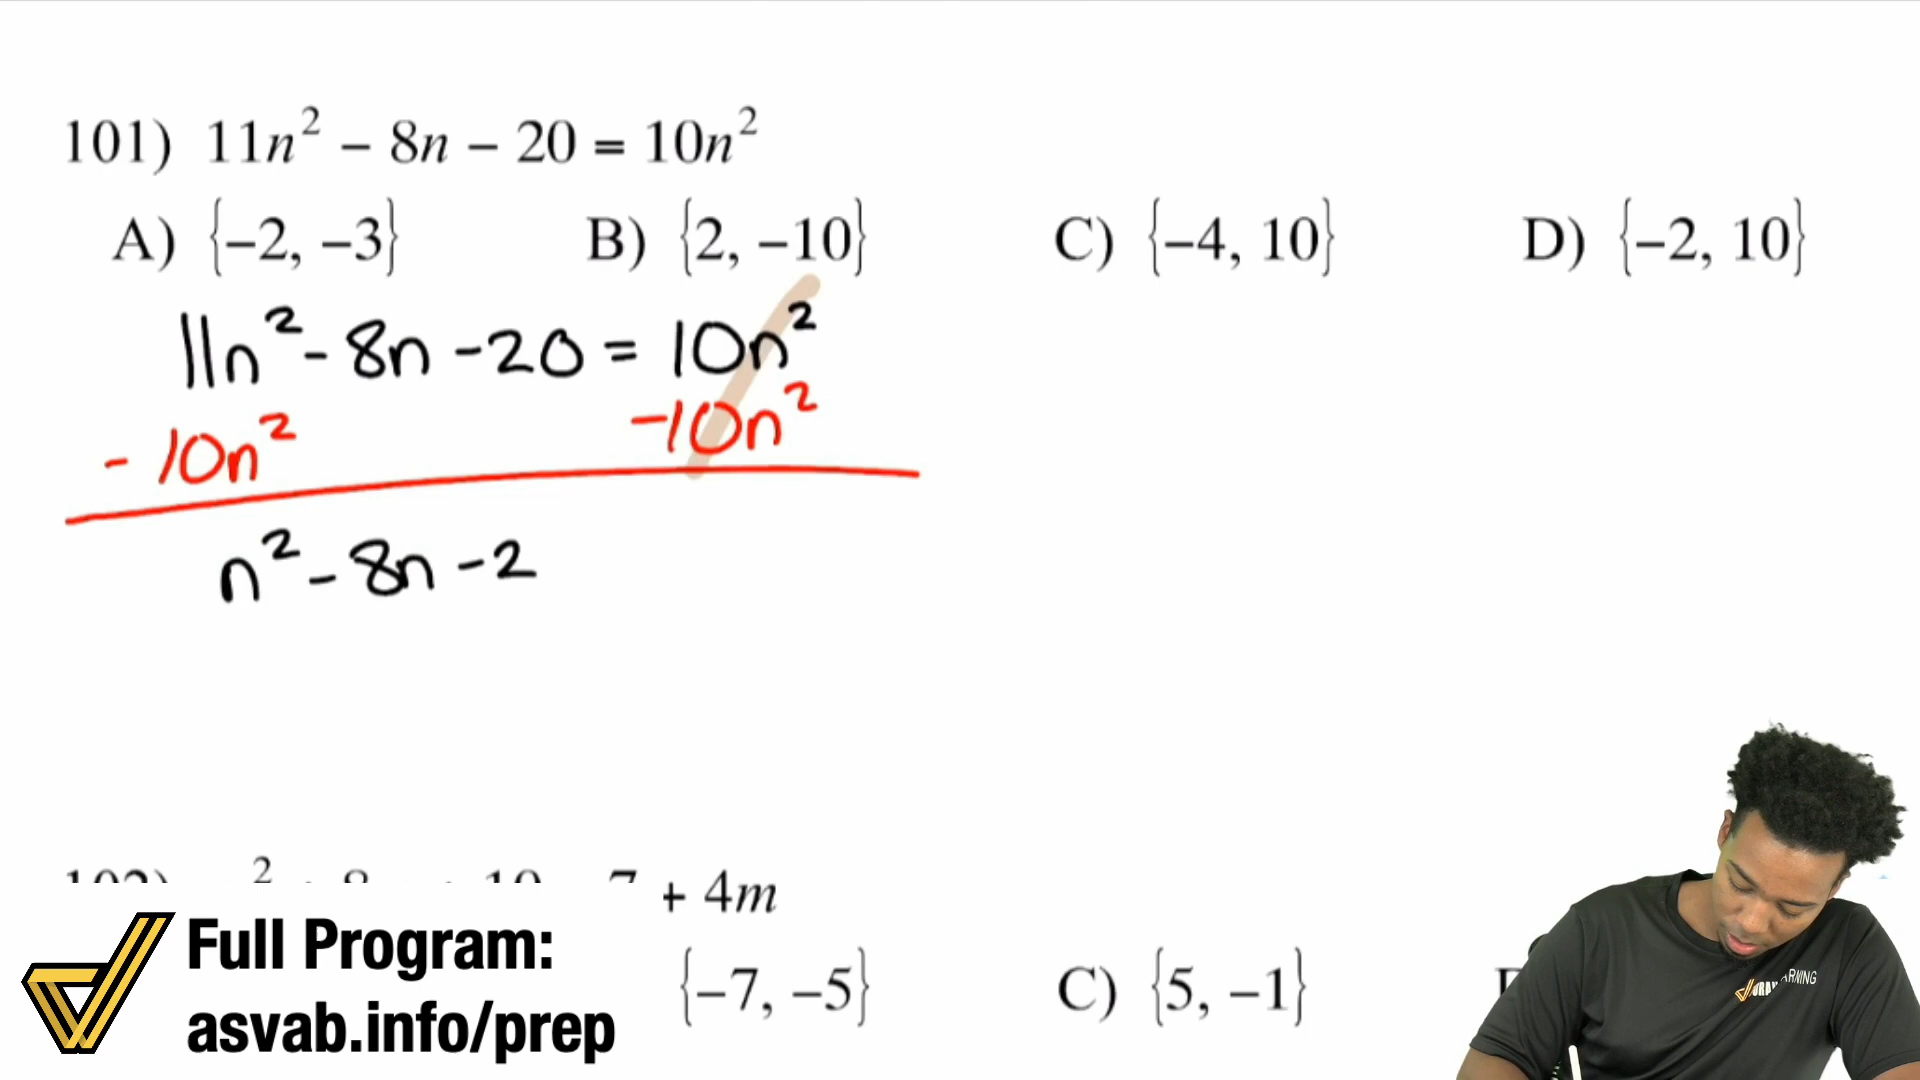 101) 11n² − 8n − 20 = 10n²
A) {−2, −3} B) {2, −10} C) {−4, 10} D) {−2, 10}
11n² - 8n - 20 = 10n²
- 10n² -10n²
n² - 8n - 2
+ 4m
{−7, −5} C) {5, −1}
Full Program:
asvab.info/prep